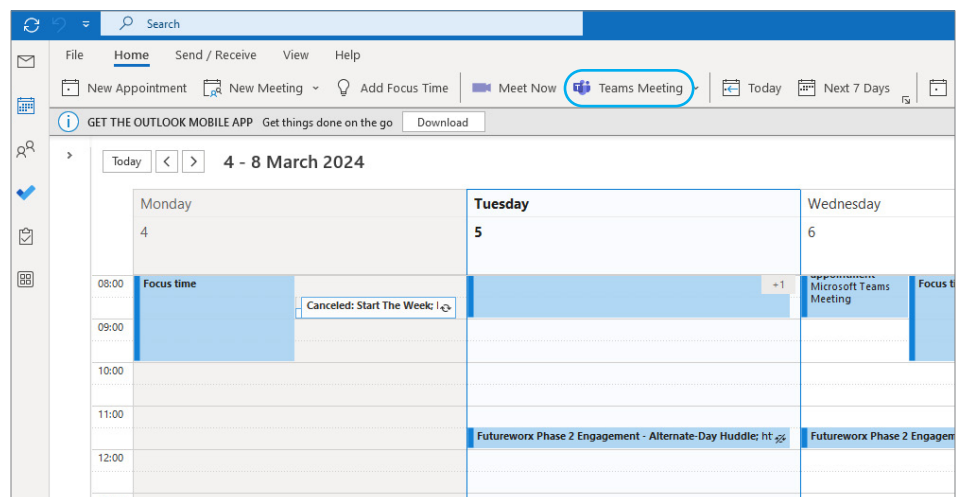 Search
File Home Send / Receive View Help
New Appointment New Meeting Add Focus Time Meet Now Teams Meeting Today Next 7 Days
GET THE OUTLOOK MOBILE APP Get things done on the go Download
Today < > 4 - 8 March 2024
Monday Tuesday Wednesday
4 5 6
08:00 Focus time +1 appointment Focus ti
Microsoft Teams
Meeting
Canceled: Start The Week; l
09:00
10:00
11:00
Futureworx Phase 2 Engagement - Alternate-Day Huddle; ht Futureworx Phase 2 Engagem
12:00